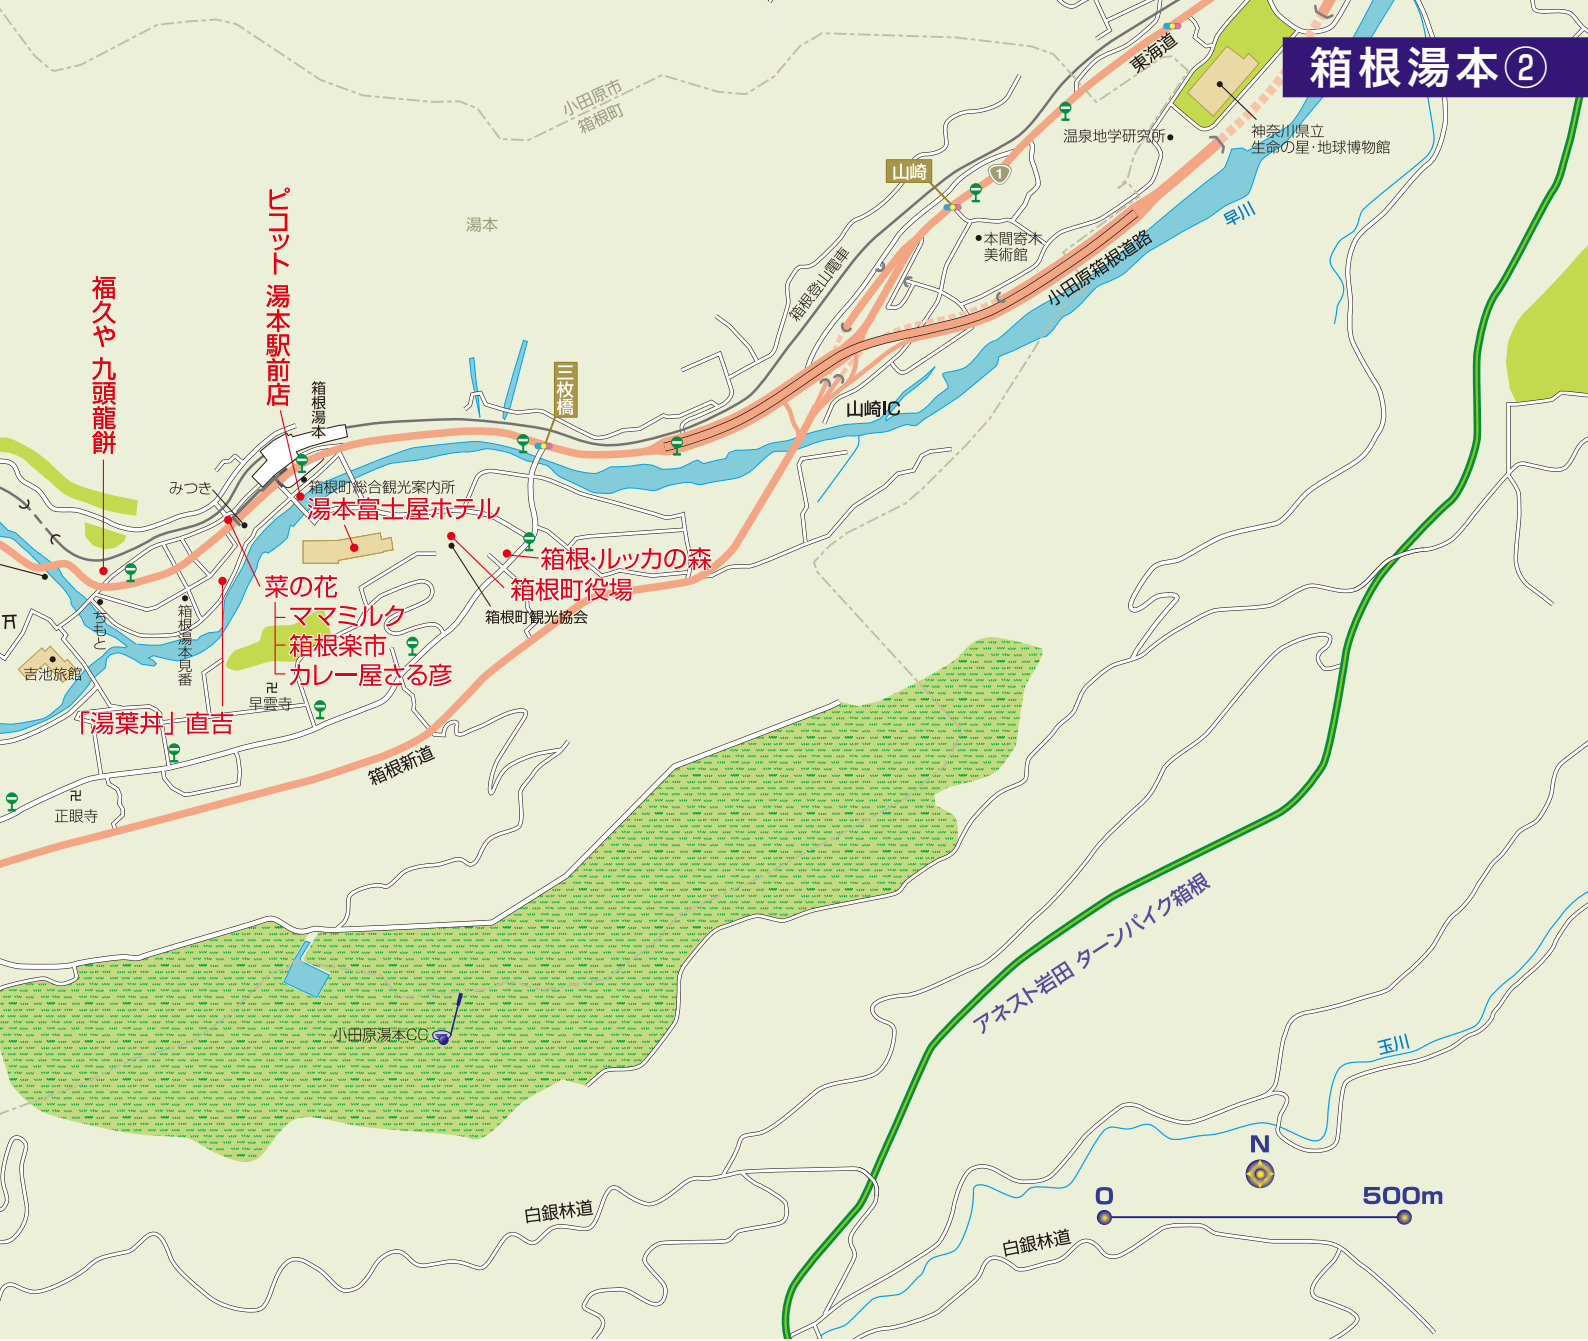 箱根湯本②
東海道
小田原市
箱根町
温泉地学研究所
神奈川県立
生命の星・地球博物館
山崎
1
湯本
早川
本間寄木
美術館
小田原箱根道路
箱根登山電車
ピコット 湯本駅前店
福久や 九頭龍餅
箱根湯本
三枚橋
山崎IC
みつき
箱根町総合観光案内所
湯本富士屋ホテル
箱根・ルッカの森
箱根町役場
箱根町観光協会
菜の花
ママミルク
箱根楽市
カレー屋さる彦
ちもと
箱根湯本見番
吉池旅館
早雲寺
「湯葉丼」直吉
箱根新道
正眼寺
アネスト岩田 ターンパイク箱根
小田原湯本CC
玉川
N
0
500m
白銀林道
白銀林道